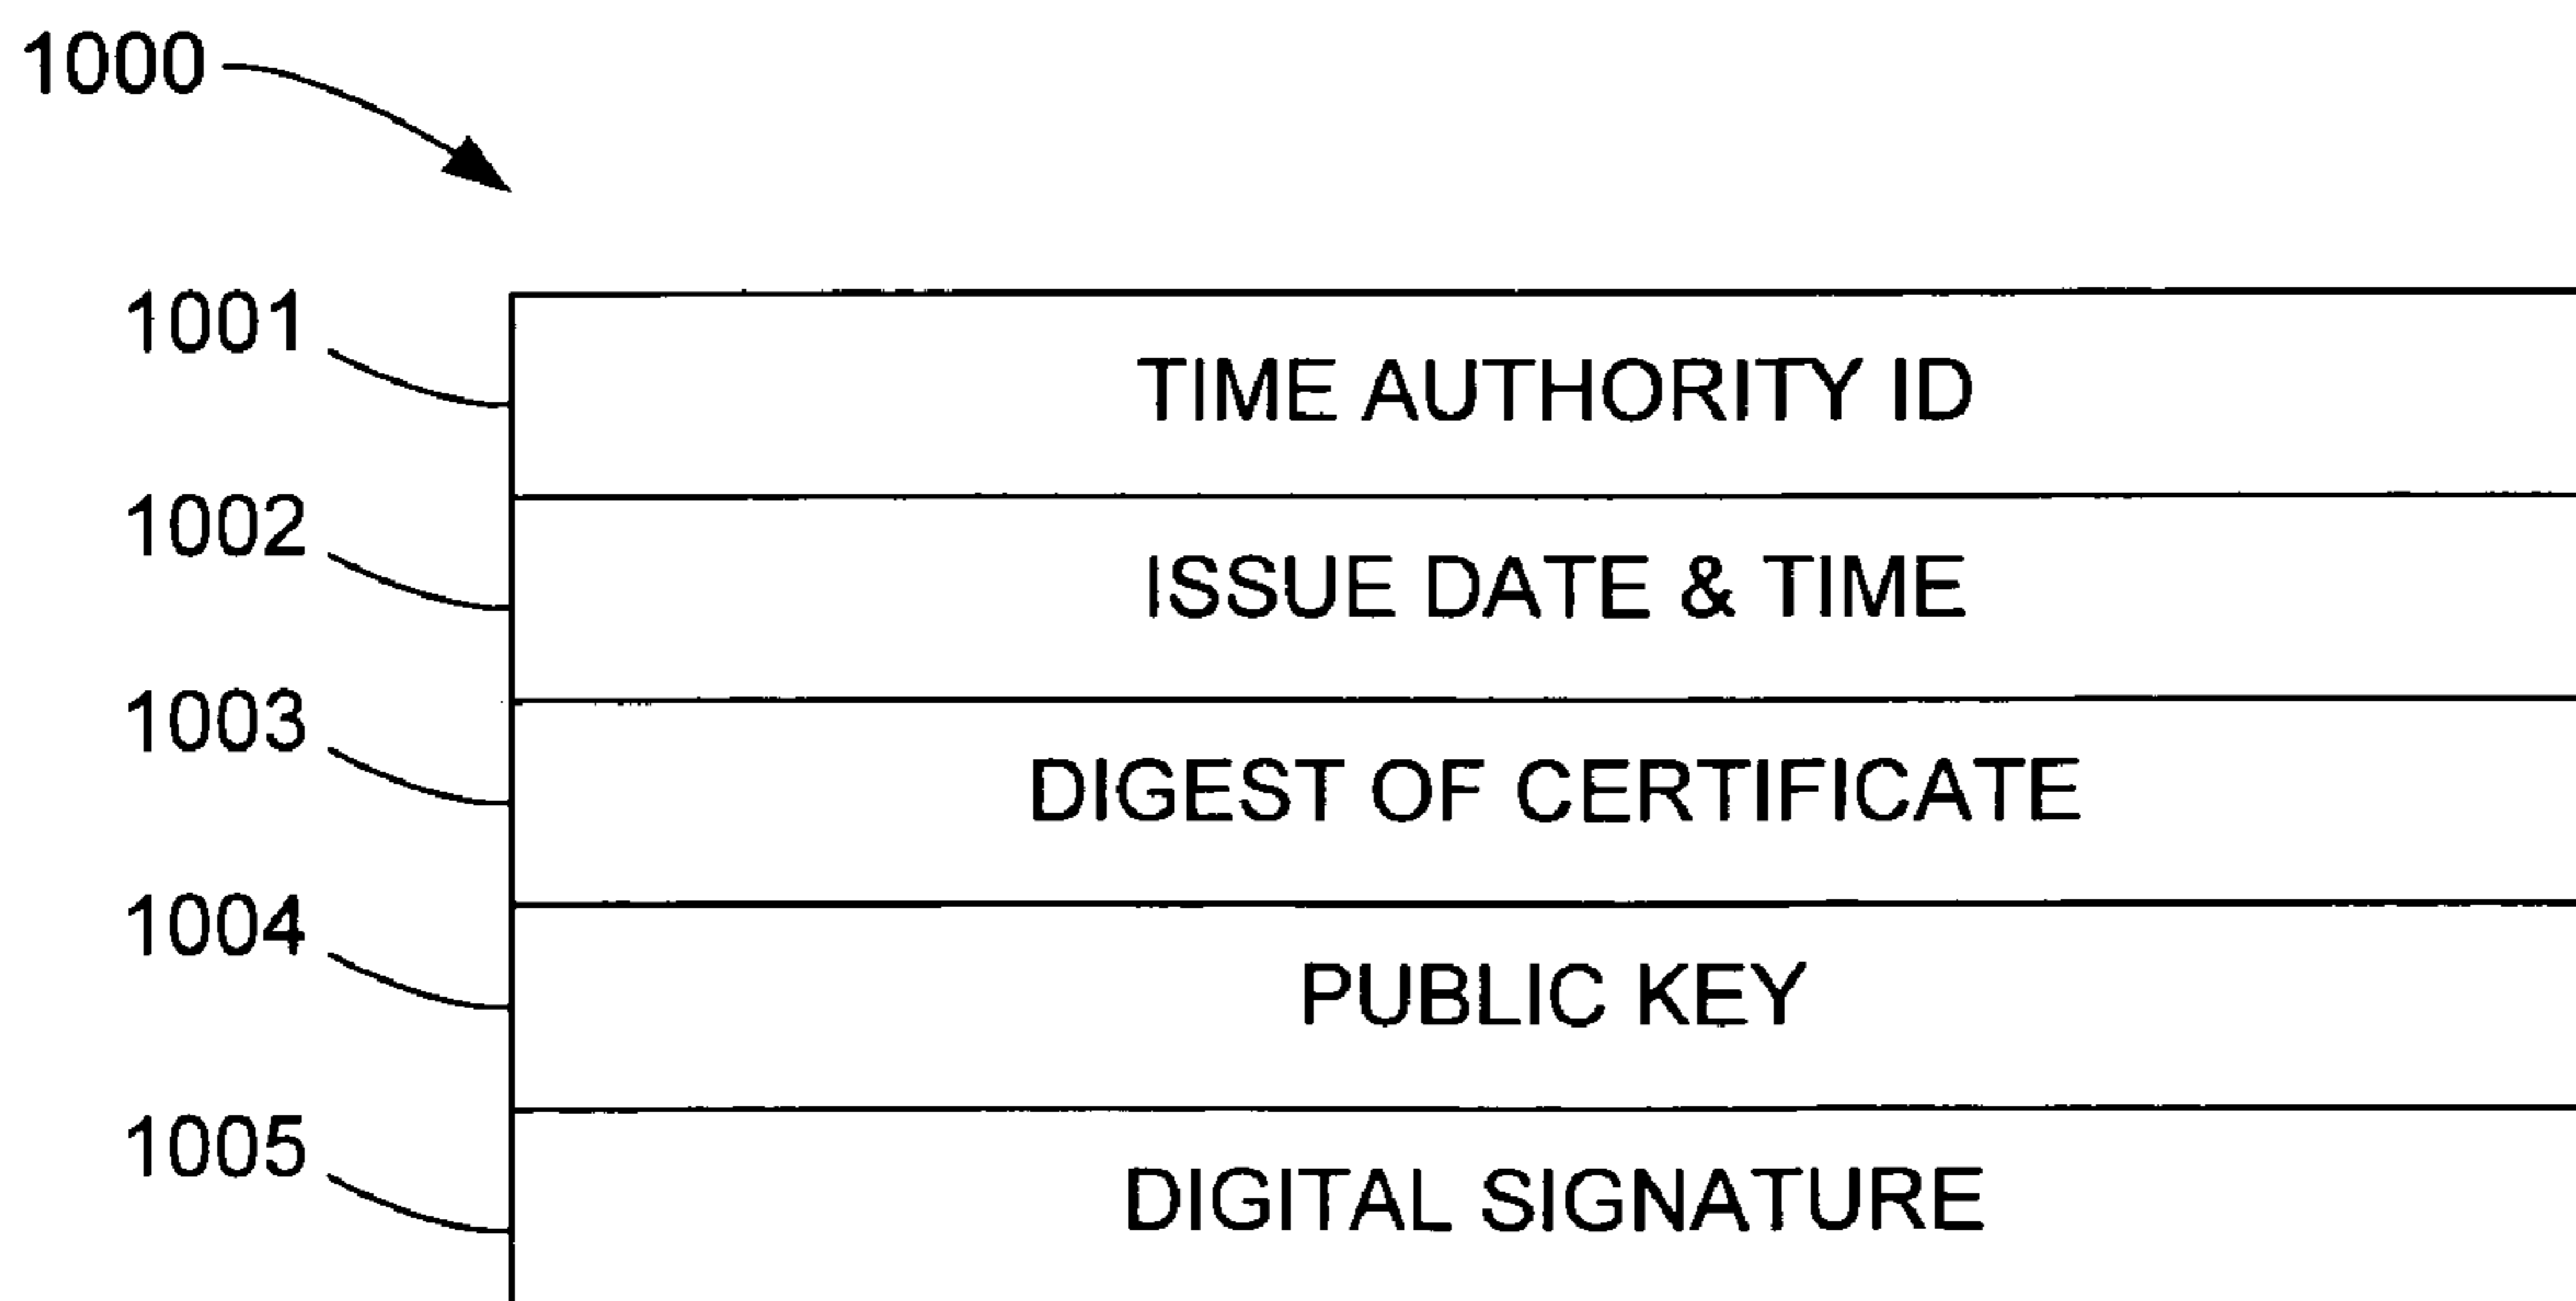 1000
1001 TIME AUTHORITY ID
1002 ISSUE DATE & TIME
1003 DIGEST OF CERTIFICATE
1004 PUBLIC KEY
1005 DIGITAL SIGNATURE